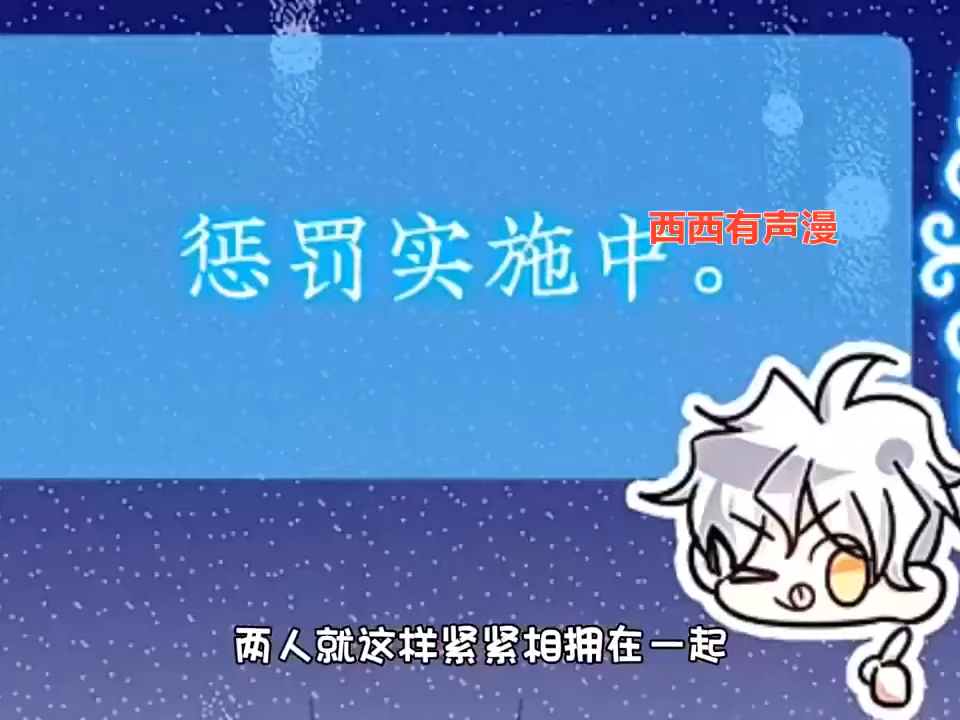 惩罚实施中。
西西有声漫
两人就这样紧紧相拥在一起